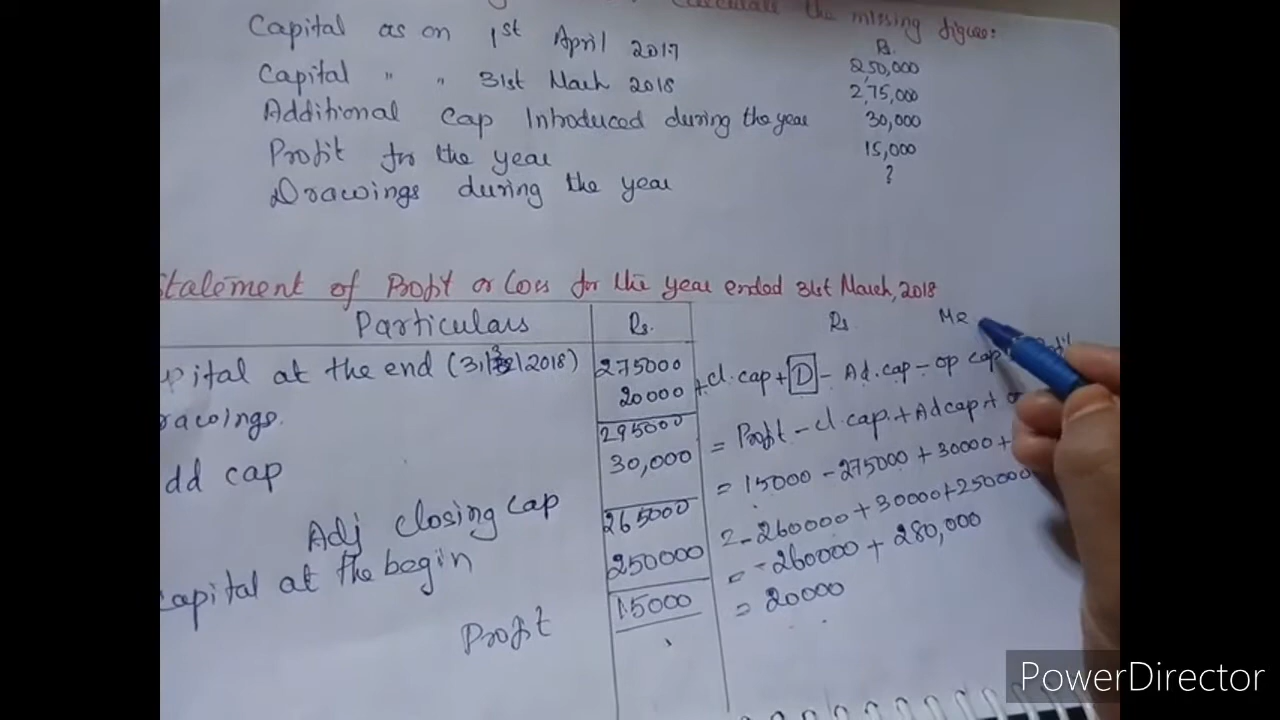 Calculate the missing figure:
Rs.
Capital as on 1st April 2017 250,000
Capital " " 31st Mach 2018 2,75,000
Additional Cap Introduced during the year 30,000
Profit for the year 15,000
Drawings during the year ?
Statement of Profit or Loss for the year ended 31st March, 2018
Particulars Rs. Rs MR
pital at the end (31/3/2018) 275000
rawings. 20000 + Cl. cap + D - Ad. cap - op cap
295000 = Profit - cl. cap. + Ad cap +
dd cap 30,000 = 15000 - 275000 + 30000 +
Adj closing cap 265000 = - 260000 + 30000 + 250000
apital at the begin 250000 = - 260000 + 280,000
Profit 15000 = 20000
PowerDirector